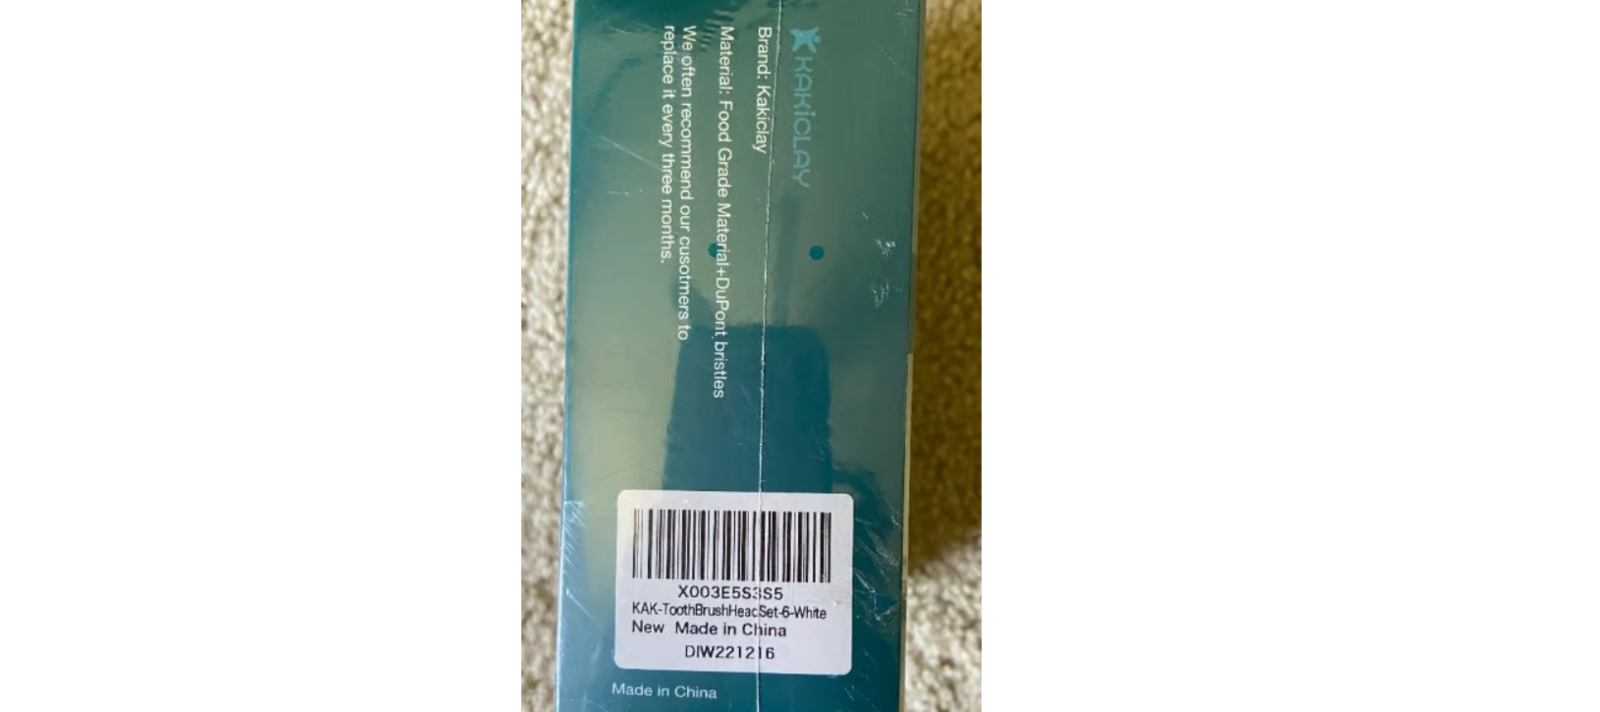 KAKiCLAY
Brand: Kakiclay
Material: Food Grade Material+DuPont bristles
We often recommend our cusotmers to
replace it every three months.
X003E5S3S5
KAK-ToothBrushHeadSet-6-White
New Made in China
DIW221216
Made in China